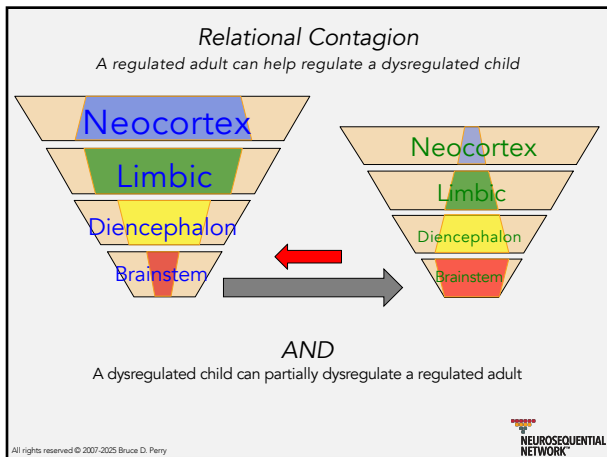 Relational Contagion
A regulated adult can help regulate a dysregulated child
Neocortex
Limbic
Diencephalon
Brainstem
Neocortex
Limbic
Diencephalon
Brainstem
AND
A dysregulated child can partially dysregulate a regulated adult
All rights reserved © 2007-2025 Bruce D. Perry
NEUROSEQUENTIAL
NETWORK™